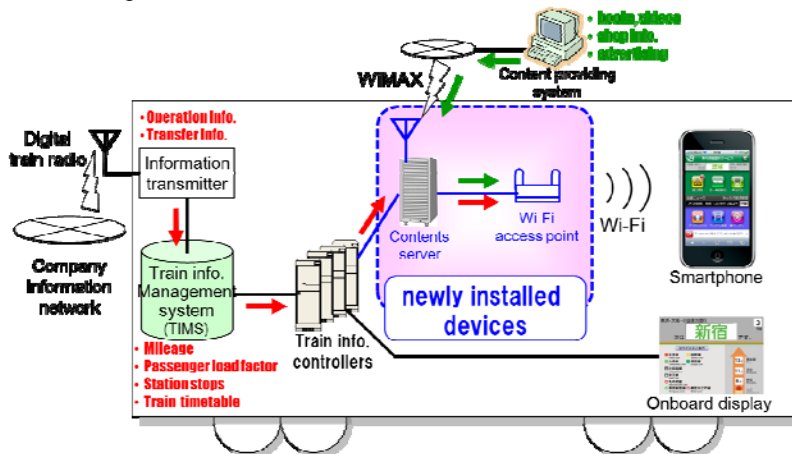 • books, videos
• shop info.
• advertising
Content providing
system
WiMAX
• Operation Info.
• Transfer Info.
Digital
train radio
Information
transmitter
Company
Information
network
Train info.
Management
system
(TIMS)
• Mileage
• Passenger load factor
• Station stops
• Train timetable
Train info.
controllers
Contents
server
Wi Fi
access point
newly installed
devices
Wi-Fi
Smartphone
新宿
Onboard display